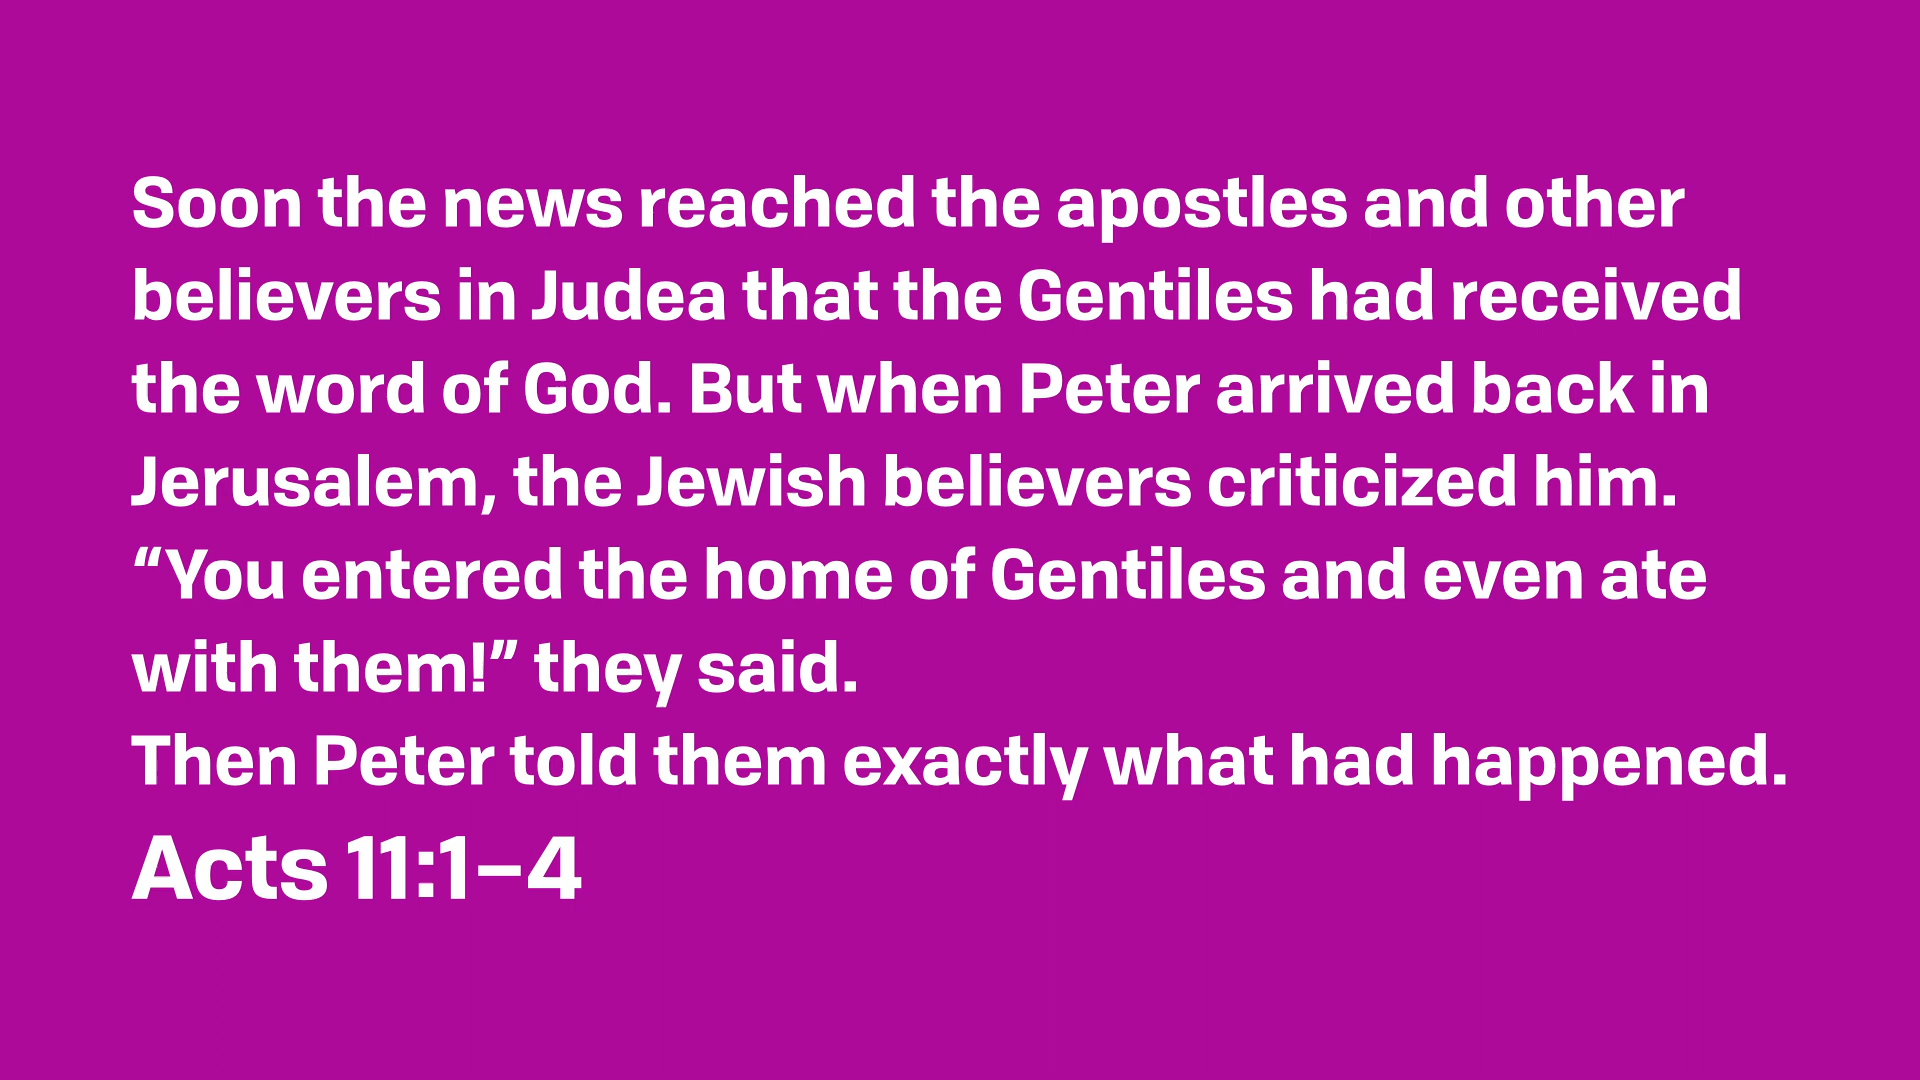 Soon the news reached the apostles and other
believers in Judea that the Gentiles had received
the word of God. But when Peter arrived back in
Jerusalem, the Jewish believers criticized him.
“You entered the home of Gentiles and even ate
with them!” they said.
Then Peter told them exactly what had happened.
Acts 11:1–4